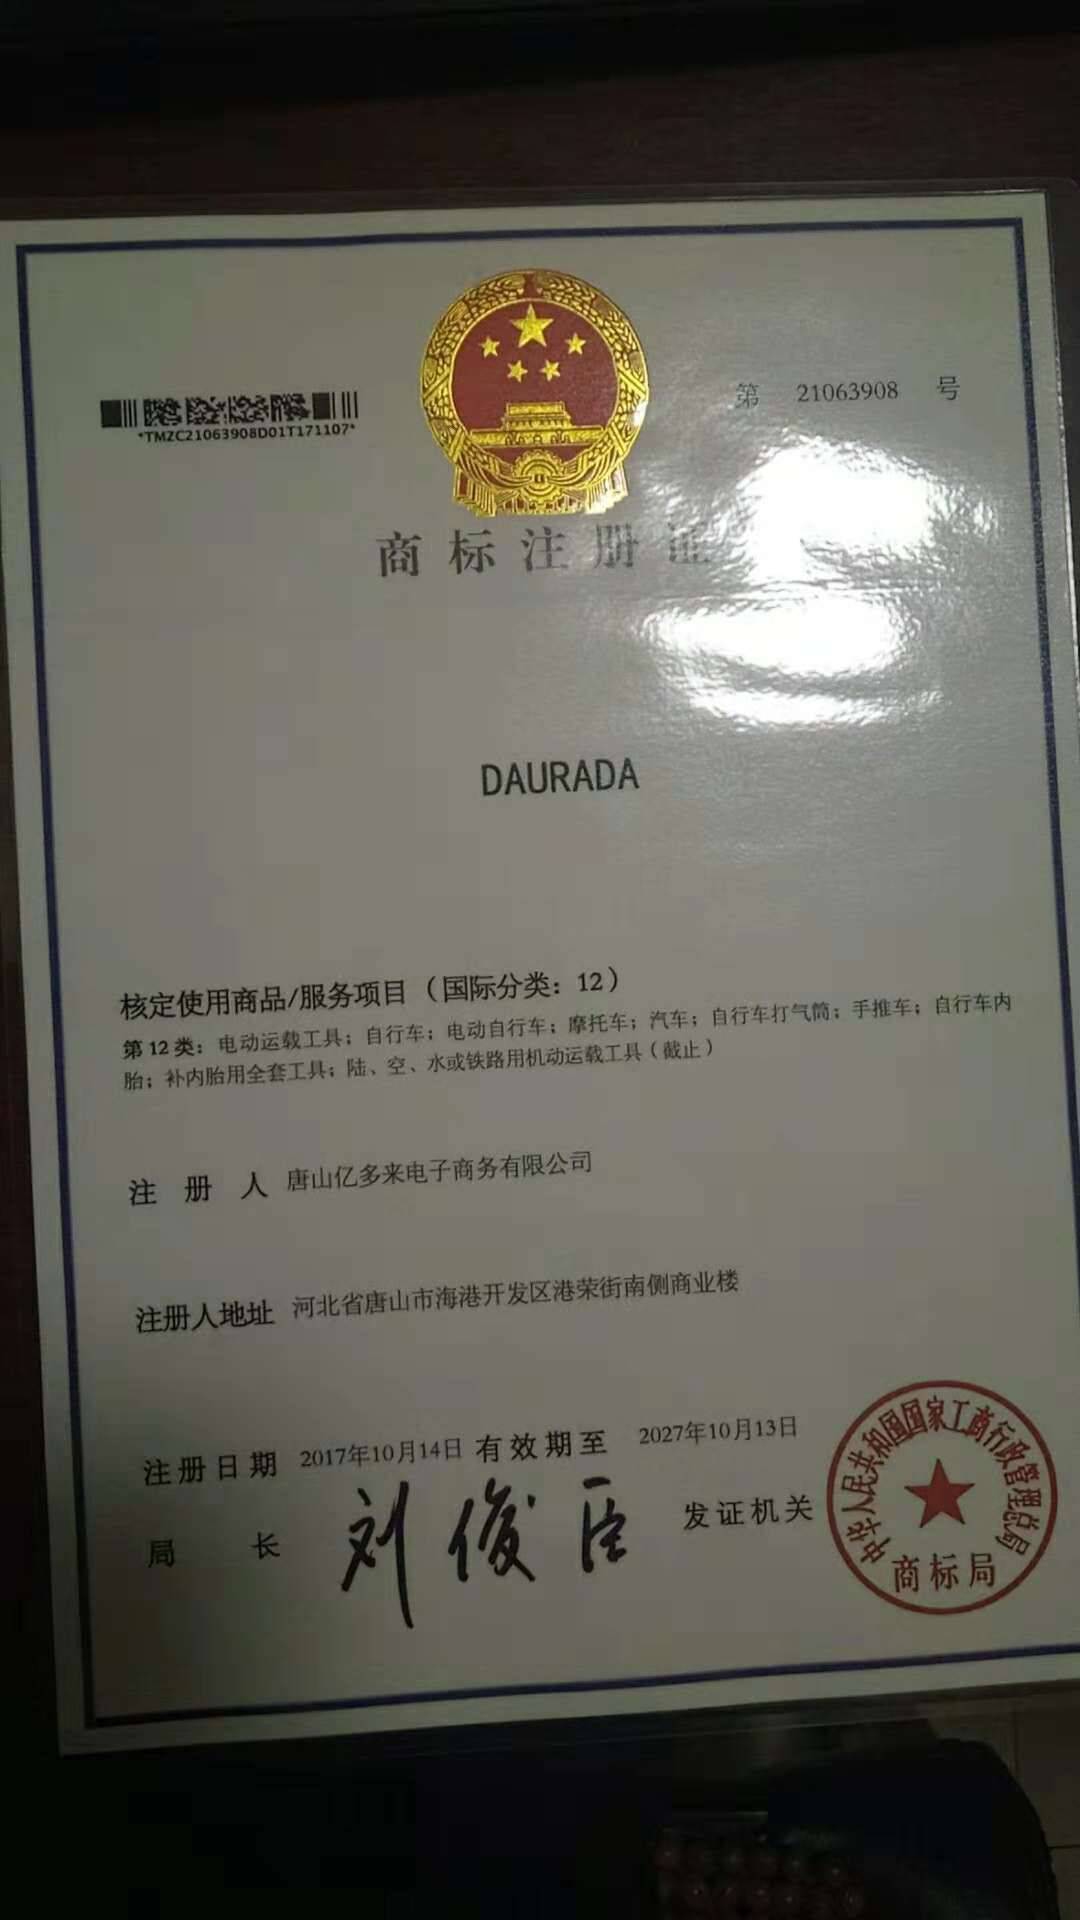 第 21063908 号
*TMZC21063908D01T171107*
商标注册证
DAURADA
核定使用商品/服务项目（国际分类：12）
第12类：电动运载工具；自行车；电动自行车；摩托车；汽车；自行车打气筒；手推车；自行车内
胎；补内胎用全套工具；陆、空、水或铁路用机动运载工具（截止）
注册人 唐山亿多来电子商务有限公司
注册人地址 河北省唐山市海港开发区港荣街南侧商业楼
注册日期 2017年10月14日 有效期至 2027年10月13日
局长 刘俊臣 发证机关
中华人民共和国国家工商行政管理总局
商标局